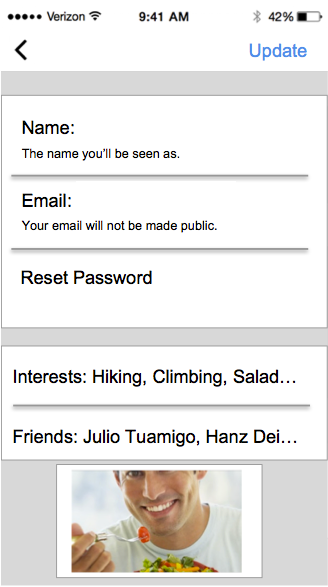 Verizon 9:41 AM 42%
Update
Name:
The name you'll be seen as.
Email:
Your email will not be made public.
Reset Password
Interests: Hiking, Climbing, Salad…
Friends: Julio Tuamigo, Hanz Dei…